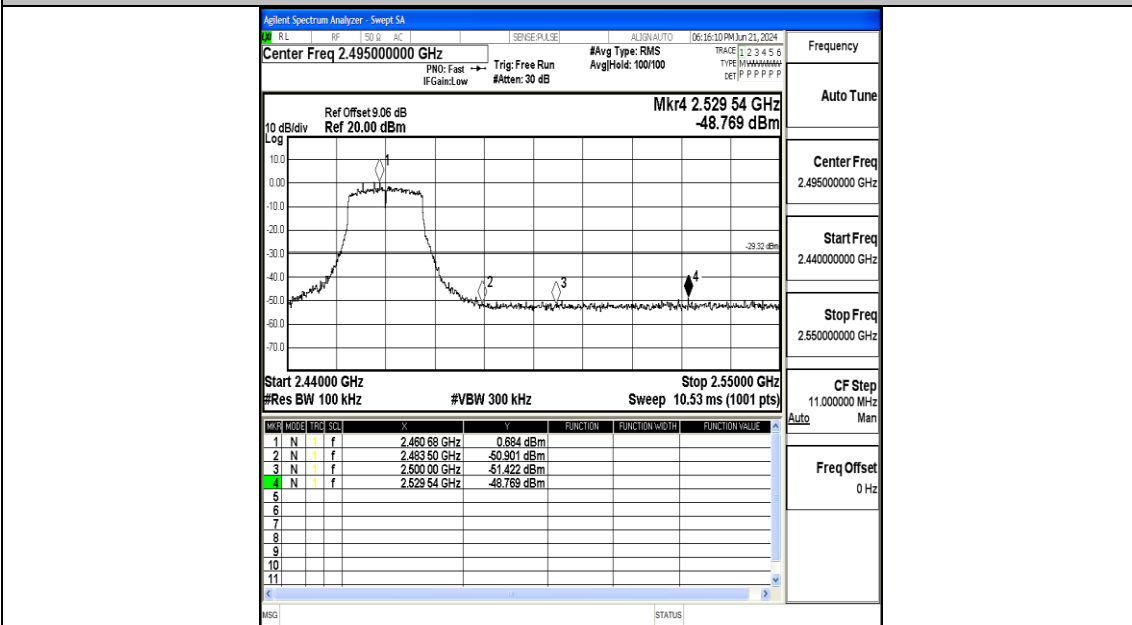 Agilent Spectrum Analyzer - Swept SA
RL RF 50 Ω AC SENSE:PULSE ALIGNAUTO 06:16:10 PM Jun 21, 2024
Center Freq 2.495000000 GHz
PNO: Fast
IFGain:Low
Trig: Free Run
#Atten: 30 dB
#Avg Type: RMS
Avg|Hold: 100/100
TRACE 1 2 3 4 5 6
TYPE
DET P P P P P P
Frequency
Auto Tune
Center Freq
2.495000000 GHz
Start Freq
2.440000000 GHz
Stop Freq
2.550000000 GHz
CF Step
11.000000 MHz
Auto Man
Freq Offset
0 Hz
Ref Offset 9.06 dB
10 dB/div Ref 20.00 dBm
Log
Mkr4 2.529 54 GHz
-48.769 dBm
10.0
0.00
-10.0
-20.0
-30.0
-40.0
-50.0
-60.0
-70.0
-29.32 dBm
1
2
3
4
Start 2.44000 GHz Stop 2.55000 GHz
#Res BW 100 kHz #VBW 300 kHz Sweep 10.53 ms (1001 pts)
MKR MODE TRC SCL X Y FUNCTION FUNCTION WIDTH FUNCTION VALUE
1 N 1 f 2.460 68 GHz 0.684 dBm
2 N 1 f 2.483 50 GHz -50.901 dBm
3 N 1 f 2.500 00 GHz -51.422 dBm
4 N 1 f 2.529 54 GHz -48.769 dBm
5
6
7
8
9
10
11
MSG STATUS